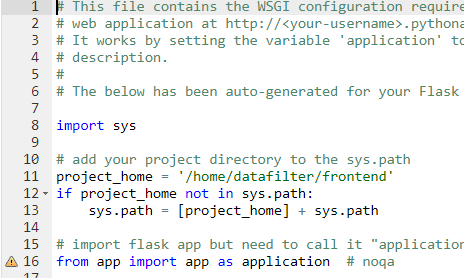 1 # This file contains the WSGI configuration require
2 # web application at http://<your-username>.pythona
3 # It works by setting the variable 'application' to
4 # description.
5 #
6 # The below has been auto-generated for your Flask
7
8 import sys
9
10 # add your project directory to the sys.path
11 project_home = '/home/datafilter/frontend'
12 if project_home not in sys.path:
13     sys.path = [project_home] + sys.path
14
15 # import flask app but need to call it "application
16 from app import app as application  # noqa